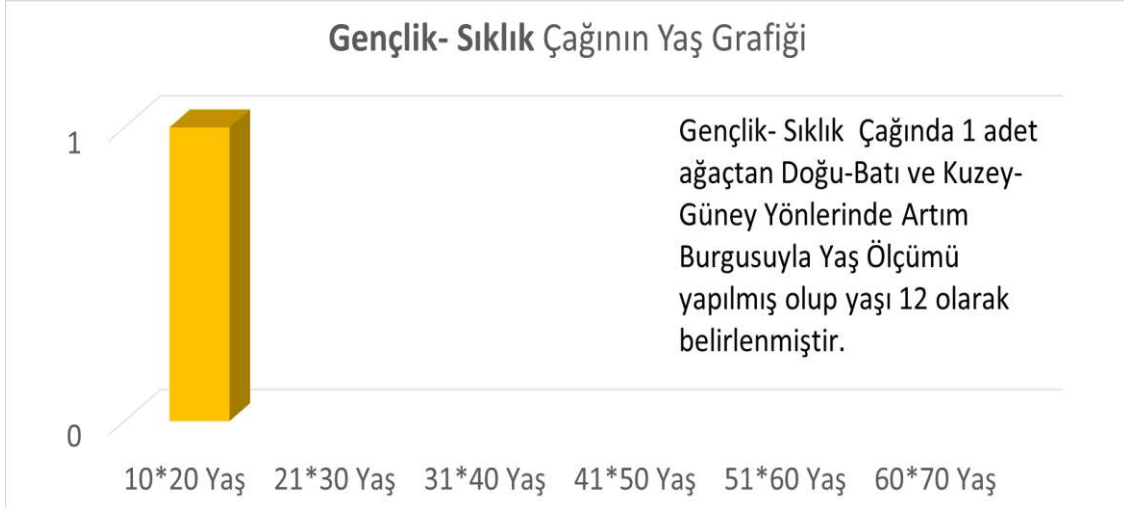 Gençlik- Sıklık Çağının Yaş Grafiği
1
Gençlik- Sıklık Çağında 1 adet
ağaçtan Doğu-Batı ve Kuzey-
Güney Yönlerinde Artım
Burgusuyla Yaş Ölçümü
yapılmış olup yaşı 12 olarak
belirlenmiştir.
0
10*20 Yaş 21*30 Yaş 31*40 Yaş 41*50 Yaş 51*60 Yaş 60*70 Yaş